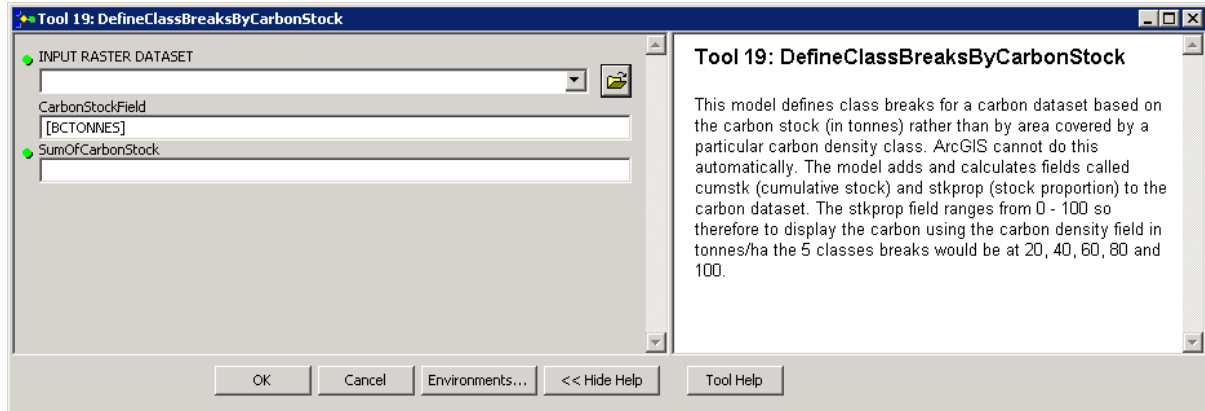 Tool 19: DefineClassBreaksByCarbonStock
INPUT RASTER DATASET
CarbonStockField
[BCTONNES]
SumOfCarbonStock
Tool 19: DefineClassBreaksByCarbonStock
This model defines class breaks for a carbon dataset based on
the carbon stock (in tonnes) rather than by area covered by a
particular carbon density class. ArcGIS cannot do this
automatically. The model adds and calculates fields called
cumstk (cumulative stock) and stkprop (stock proportion) to the
carbon dataset. The stkprop field ranges from 0 - 100 so
therefore to display the carbon using the carbon density field in
tonnes/ha the 5 classes breaks would be at 20, 40, 60, 80 and
100.
OK
Cancel
Environments...
<< Hide Help
Tool Help